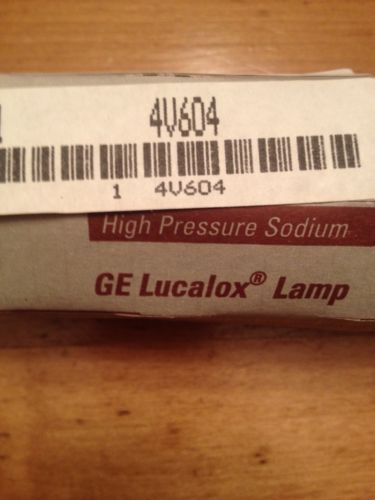 4V604
1 4V604
High Pressure Sodium
GE Lucalox® Lamp